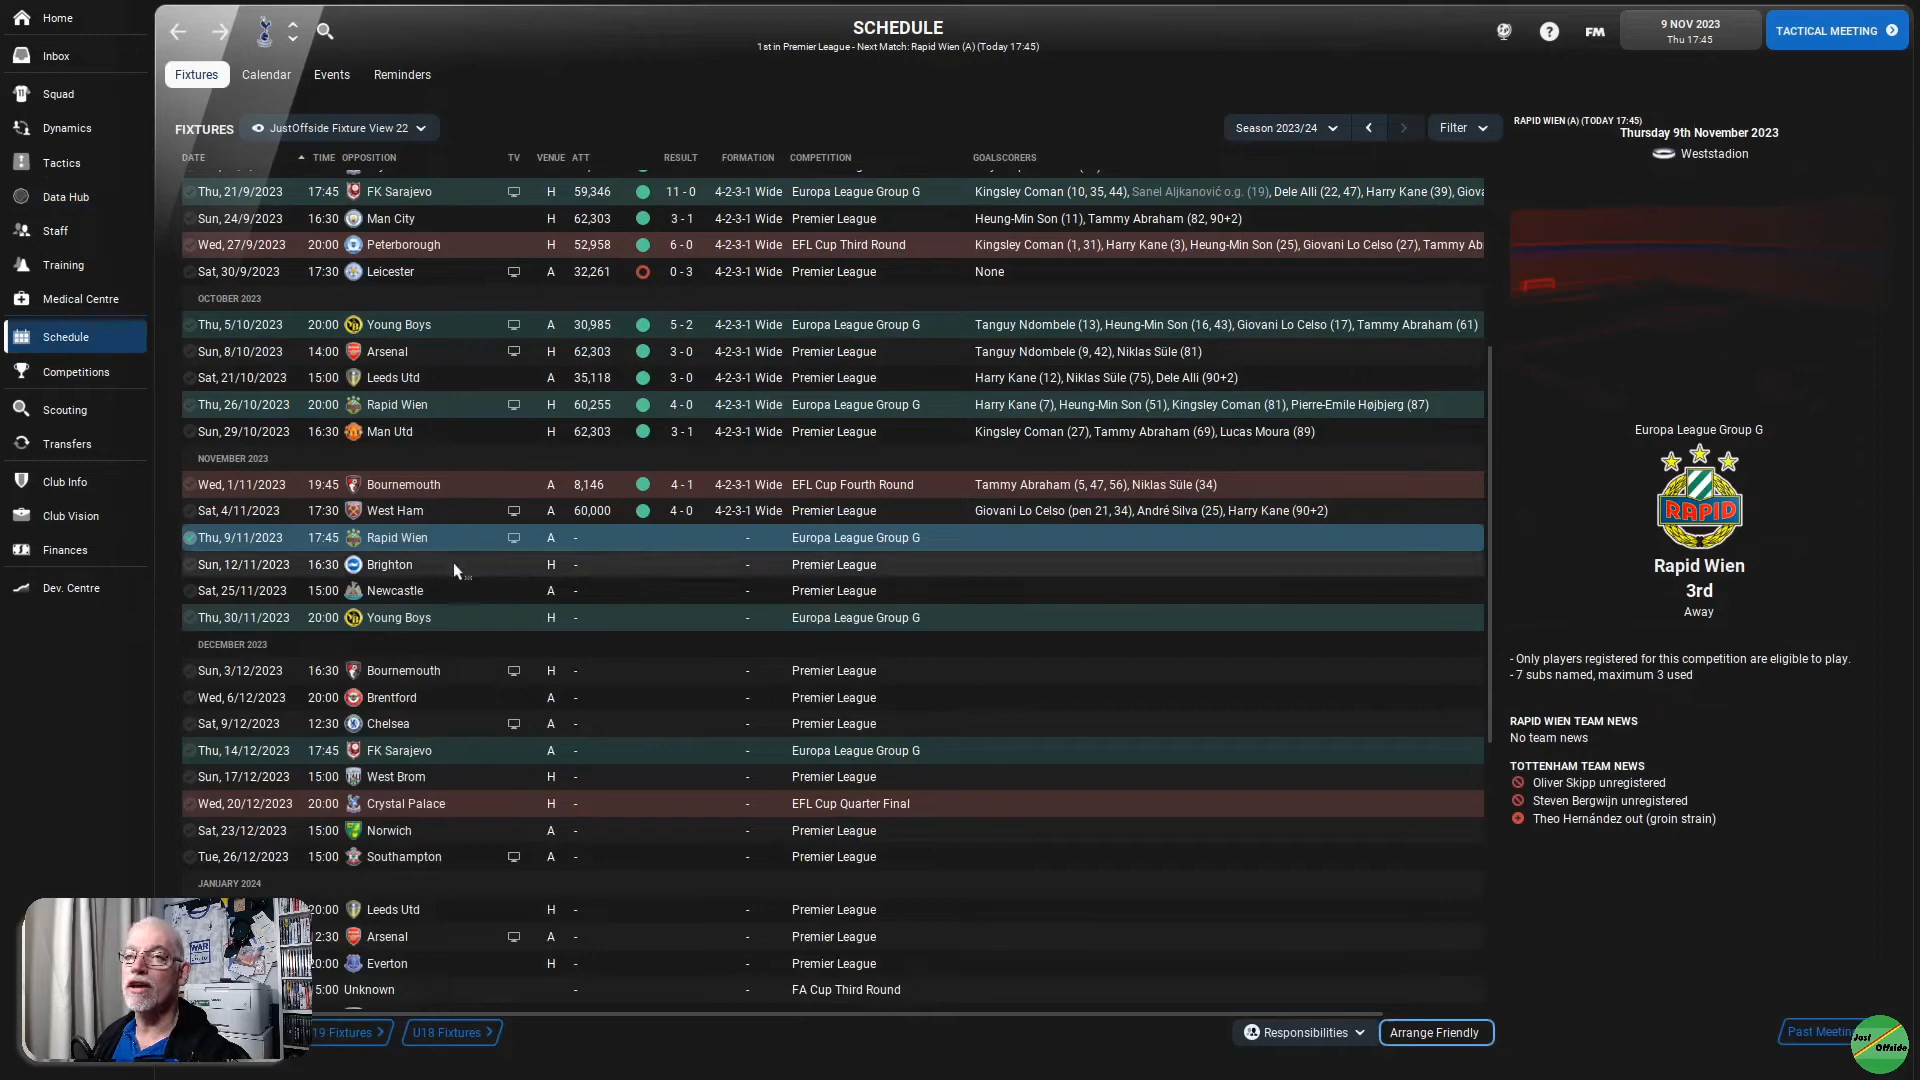 Home
Inbox
Squad
Dynamics
Tactics
Data Hub
Staff
Training
Medical Centre
Schedule
Competitions
Scouting
Transfers
Club Info
Club Vision
Finances
Dev. Centre
SCHEDULE
1st in Premier League - Next Match: Rapid Wien (A) (Today 17:45)
FM
9 NOV 2023
Thu 17:45
TACTICAL MEETING
Fixtures Calendar Events Reminders
FIXTURES JustOffside Fixture View 22 Season 2023/24 Filter
DATE TIME OPPOSITION TV VENUE ATT RESULT FORMATION COMPETITION GOALSCORERS
Thu, 21/9/2023 17:45 FK Sarajevo H 59,346 11 - 0 4-2-3-1 Wide Europa League Group G Kingsley Coman (10, 35, 44), Sanel Aljkanović o.g. (19), Dele Alli (22, 47), Harry Kane (39), Giova
Sun, 24/9/2023 16:30 Man City H 62,303 3 - 1 4-2-3-1 Wide Premier League Heung-Min Son (11), Tammy Abraham (82, 90+2)
Wed, 27/9/2023 20:00 Peterborough H 52,958 6 - 0 4-2-3-1 Wide EFL Cup Third Round Kingsley Coman (1, 31), Harry Kane (3), Heung-Min Son (25), Giovani Lo Celso (27), Tammy Ab
Sat, 30/9/2023 17:30 Leicester A 32,261 0 - 3 4-2-3-1 Wide Premier League None
OCTOBER 2023
Thu, 5/10/2023 20:00 Young Boys A 30,985 5 - 2 4-2-3-1 Wide Europa League Group G Tanguy Ndombele (13), Heung-Min Son (16, 43), Giovani Lo Celso (17), Tammy Abraham (61)
Sun, 8/10/2023 14:00 Arsenal H 62,303 3 - 0 4-2-3-1 Wide Premier League Tanguy Ndombele (9, 42), Niklas Süle (81)
Sat, 21/10/2023 15:00 Leeds Utd A 35,118 3 - 0 4-2-3-1 Wide Premier League Harry Kane (12), Niklas Süle (75), Dele Alli (90+2)
Thu, 26/10/2023 20:00 Rapid Wien H 60,255 4 - 0 4-2-3-1 Wide Europa League Group G Harry Kane (7), Heung-Min Son (51), Kingsley Coman (81), Pierre-Emile Højbjerg (87)
Sun, 29/10/2023 16:30 Man Utd H 62,303 3 - 1 4-2-3-1 Wide Premier League Kingsley Coman (27), Tammy Abraham (69), Lucas Moura (89)
NOVEMBER 2023
Wed, 1/11/2023 19:45 Bournemouth A 8,146 4 - 1 4-2-3-1 Wide EFL Cup Fourth Round Tammy Abraham (5, 47, 56), Niklas Süle (34)
Sat, 4/11/2023 17:30 West Ham A 60,000 4 - 0 4-2-3-1 Wide Premier League Giovani Lo Celso (pen 21, 34), André Silva (25), Harry Kane (90+2)
Thu, 9/11/2023 17:45 Rapid Wien A - - Europa League Group G
Sun, 12/11/2023 16:30 Brighton H - - Premier League
Sat, 25/11/2023 15:00 Newcastle A - - Premier League
Thu, 30/11/2023 20:00 Young Boys H - - Europa League Group G
DECEMBER 2023
Sun, 3/12/2023 16:30 Bournemouth H - - Premier League
Wed, 6/12/2023 20:00 Brentford A - - Premier League
Sat, 9/12/2023 12:30 Chelsea A - - Premier League
Thu, 14/12/2023 17:45 FK Sarajevo A - - Europa League Group G
Sun, 17/12/2023 15:00 West Brom H - - Premier League
Wed, 20/12/2023 20:00 Crystal Palace H - - EFL Cup Quarter Final
Sat, 23/12/2023 15:00 Norwich A - - Premier League
Tue, 26/12/2023 15:00 Southampton A - - Premier League
JANUARY 2024
20:00 Leeds Utd H - - Premier League
2:30 Arsenal A - - Premier League
20:00 Everton H - - Premier League
5:00 Unknown - - FA Cup Third Round
19 Fixtures U18 Fixtures Responsibilities Arrange Friendly
RAPID WIEN (A) (TODAY 17:45)
Thursday 9th November 2023
Weststadion
Europa League Group G
RAPID
Rapid Wien
3rd
Away
- Only players registered for this competition are eligible to play.
- 7 subs named, maximum 3 used
RAPID WIEN TEAM NEWS
No team news
TOTTENHAM TEAM NEWS
Oliver Skipp unregistered
Steven Bergwijn unregistered
Theo Hernández out (groin strain)
Past Meetin
Just Offside
WAR